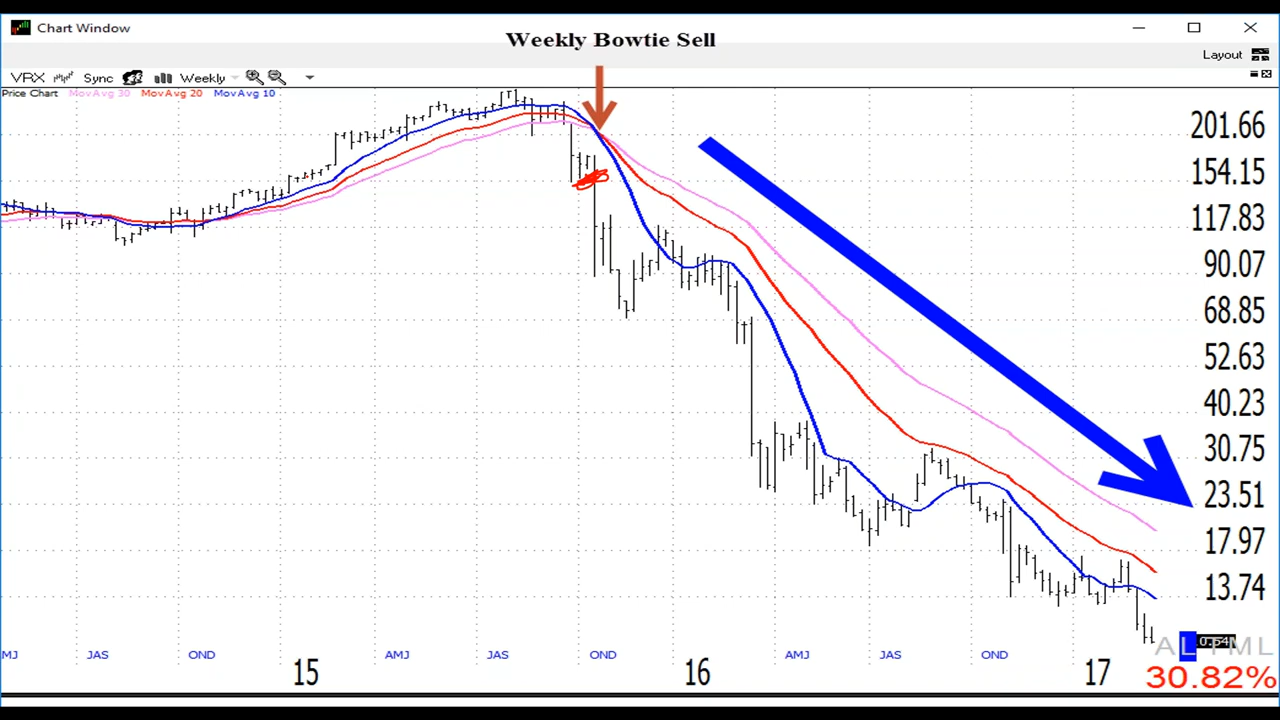 Chart Window
Weekly Bowtie Sell
Layout
VRX Sync Weekly
Price Chart MovAvg 30 MovAvg 20 MovAvg 10
201.66
154.15
117.83
90.07
68.85
52.63
40.23
30.75
23.51
17.97
13.74
MJ JAS OND AMJ JAS OND AMJ JAS OND
15 16 17
30.82%